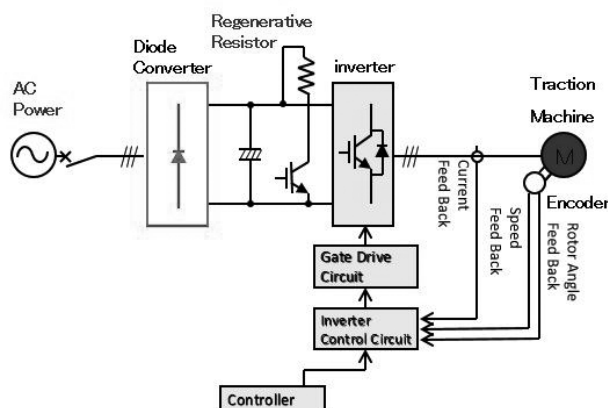 Regenerative
Resistor
Diode
Converter
inverter
AC
Power
Traction
Machine
M
Encoder
Current
Feed Back
Speed
Feed Back
Rotor Angle
Feed Back
Gate Drive
Circuit
Inverter
Control Circuit
Controller